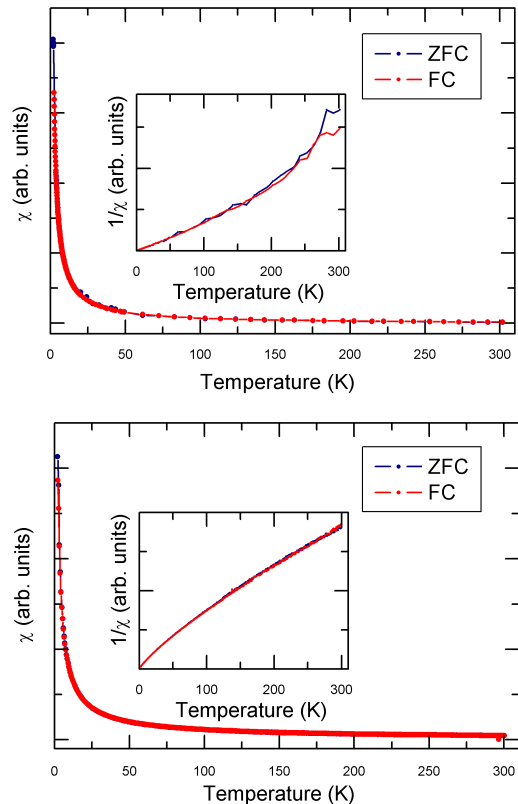 ZFC
FC
χ (arb. units)
1/χ (arb. units)
0 100 200 300
Temperature (K)
0 50 100 150 200 250 300
Temperature (K)
ZFC
FC
χ (arb. units)
1/χ (arb. units)
0 100 200 300
Temperature (K)
0 50 100 150 200 250 300
Temperature (K)